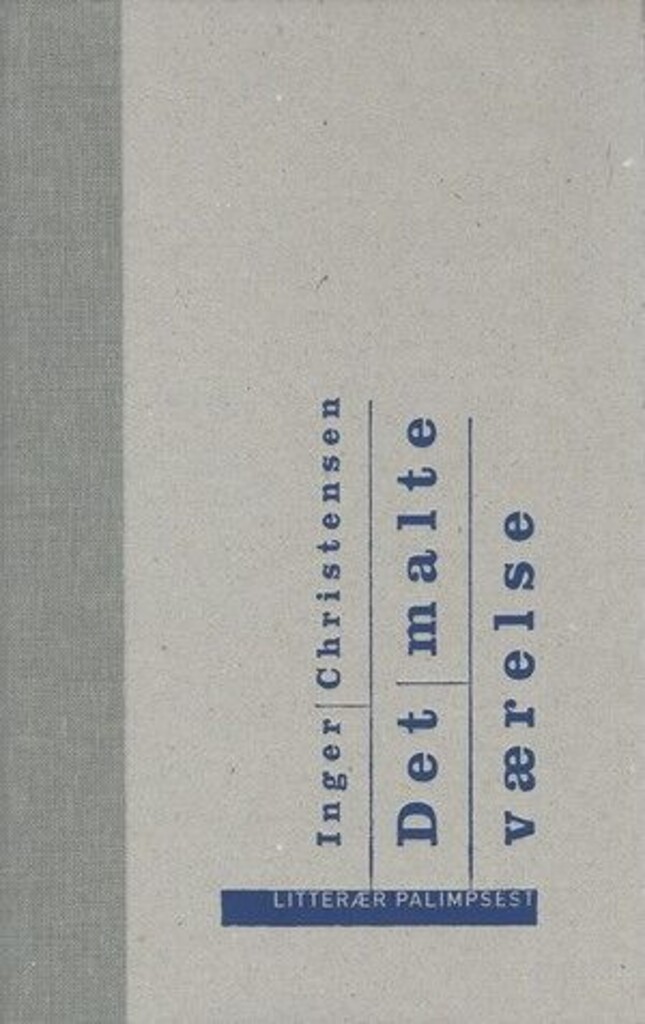 Inger Christensen
Det malte
værelse
LITTERÆR PALIMPSEST